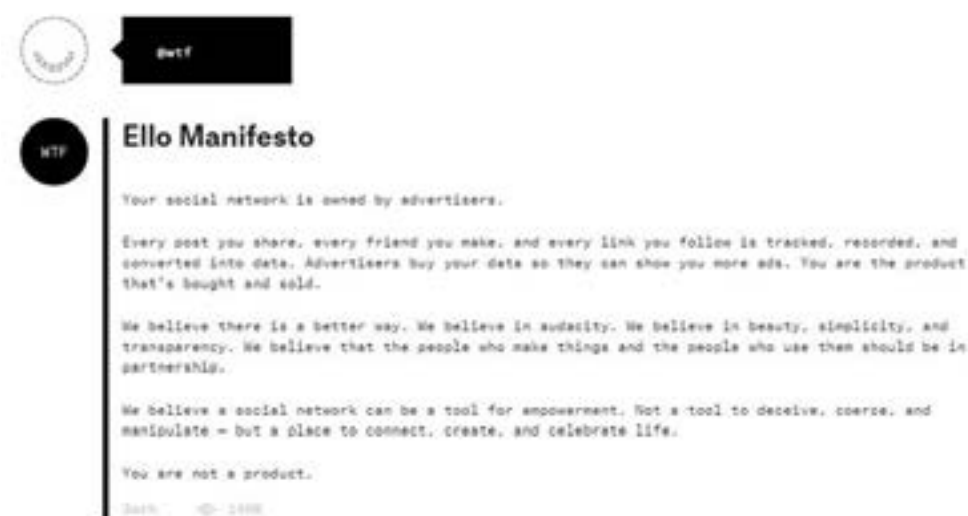 @wtf
WTF
Ello Manifesto
Your social network is owned by advertisers.
Every post you share, every friend you make, and every link you follow is tracked, recorded, and
converted into data. Advertisers buy your data so they can show you more ads. You are the product
that's bought and sold.
We believe there is a better way. We believe in audacity. We believe in beauty, simplicity, and
transparency. We believe that the people who make things and the people who use them should be in
partnership.
We believe a social network can be a tool for empowerment. Not a tool to deceive, coerce, and
manipulate — but a place to connect, create, and celebrate life.
You are not a product.